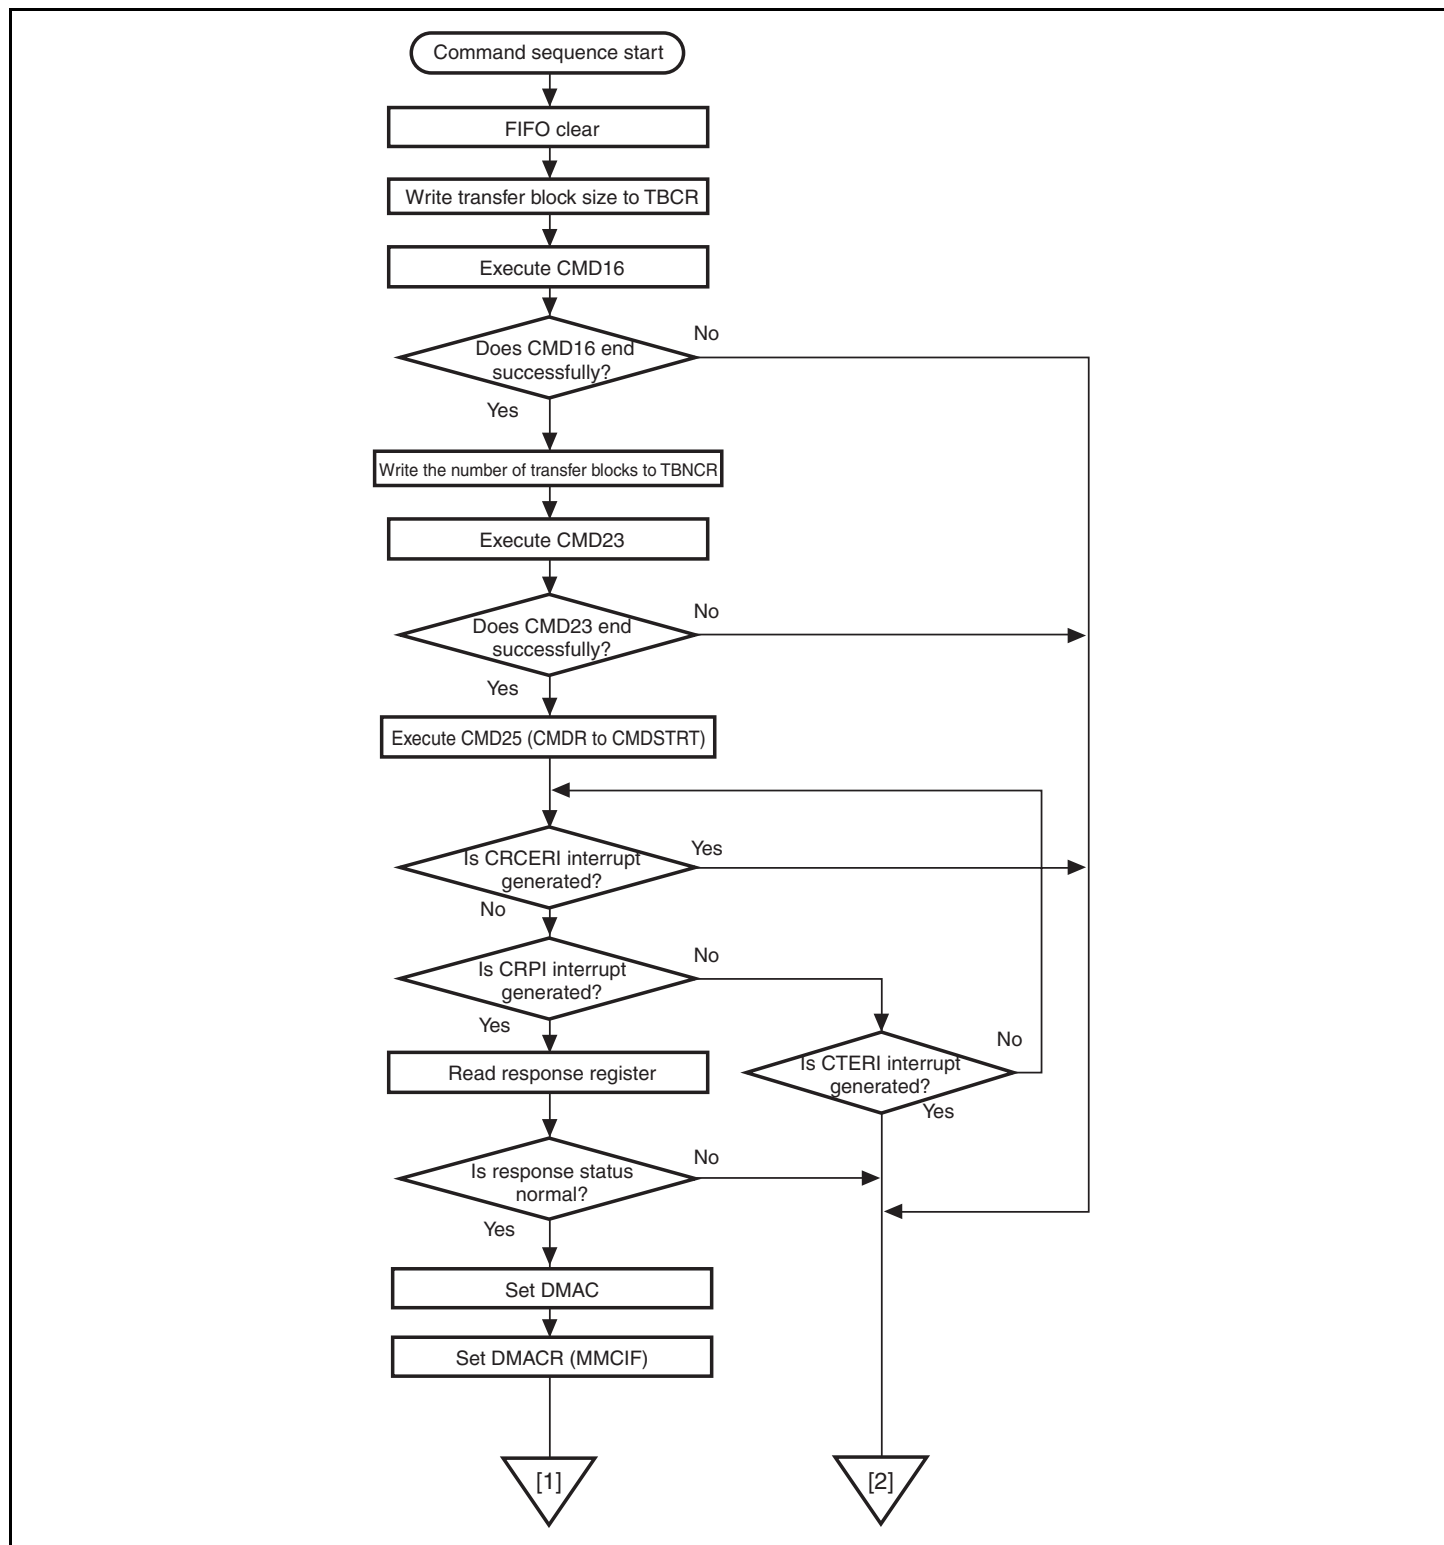 Command sequence start
FIFO clear
Write transfer block size to TBCR
Execute CMD16
No
Does CMD16 end
successfully?
Yes
Write the number of transfer blocks to TBNCR
Execute CMD23
No
Does CMD23 end
successfully?
Yes
Execute CMD25 (CMDR to CMDSTRT)
Is CRCERI interrupt
generated?
Yes
No
Is CRPI interrupt
generated?
No
Yes
Read response register
Is CTERI interrupt
generated?
No
Yes
Is response status
normal?
No
Yes
Set DMAC
Set DMACR (MMCIF)
[1]
[2]